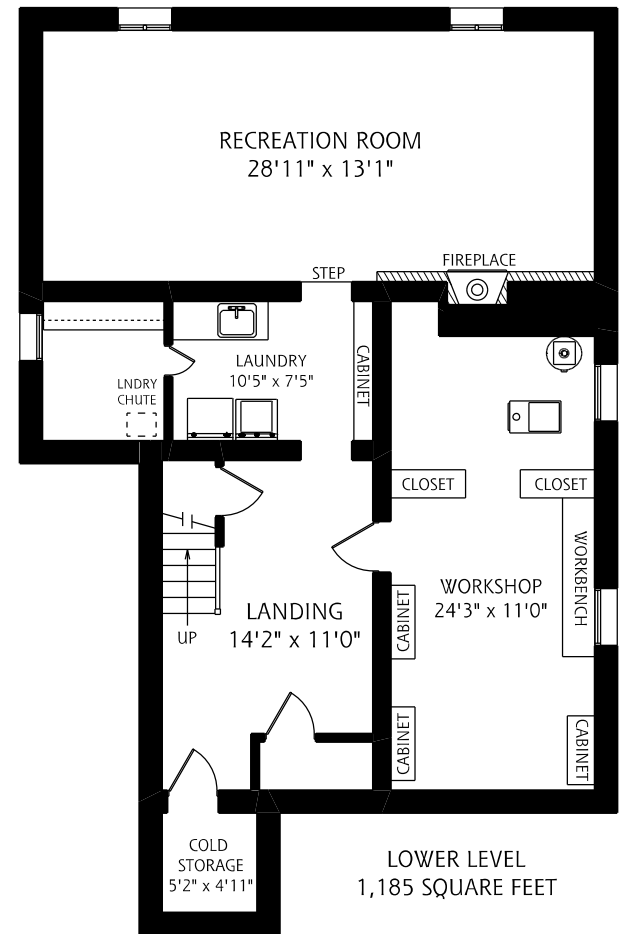 RECREATION ROOM
28'11" x 13'1"
STEP
FIREPLACE
LAUNDRY
10'5" x 7'5"
CABINET
LNDRY
CHUTE
CLOSET
CLOSET
WORKBENCH
WORKSHOP
24'3" x 11'0"
CABINET
LANDING
14'2" x 11'0"
UP
CABINET
CABINET
COLD
STORAGE
5'2" x 4'11"
LOWER LEVEL
1,185 SQUARE FEET